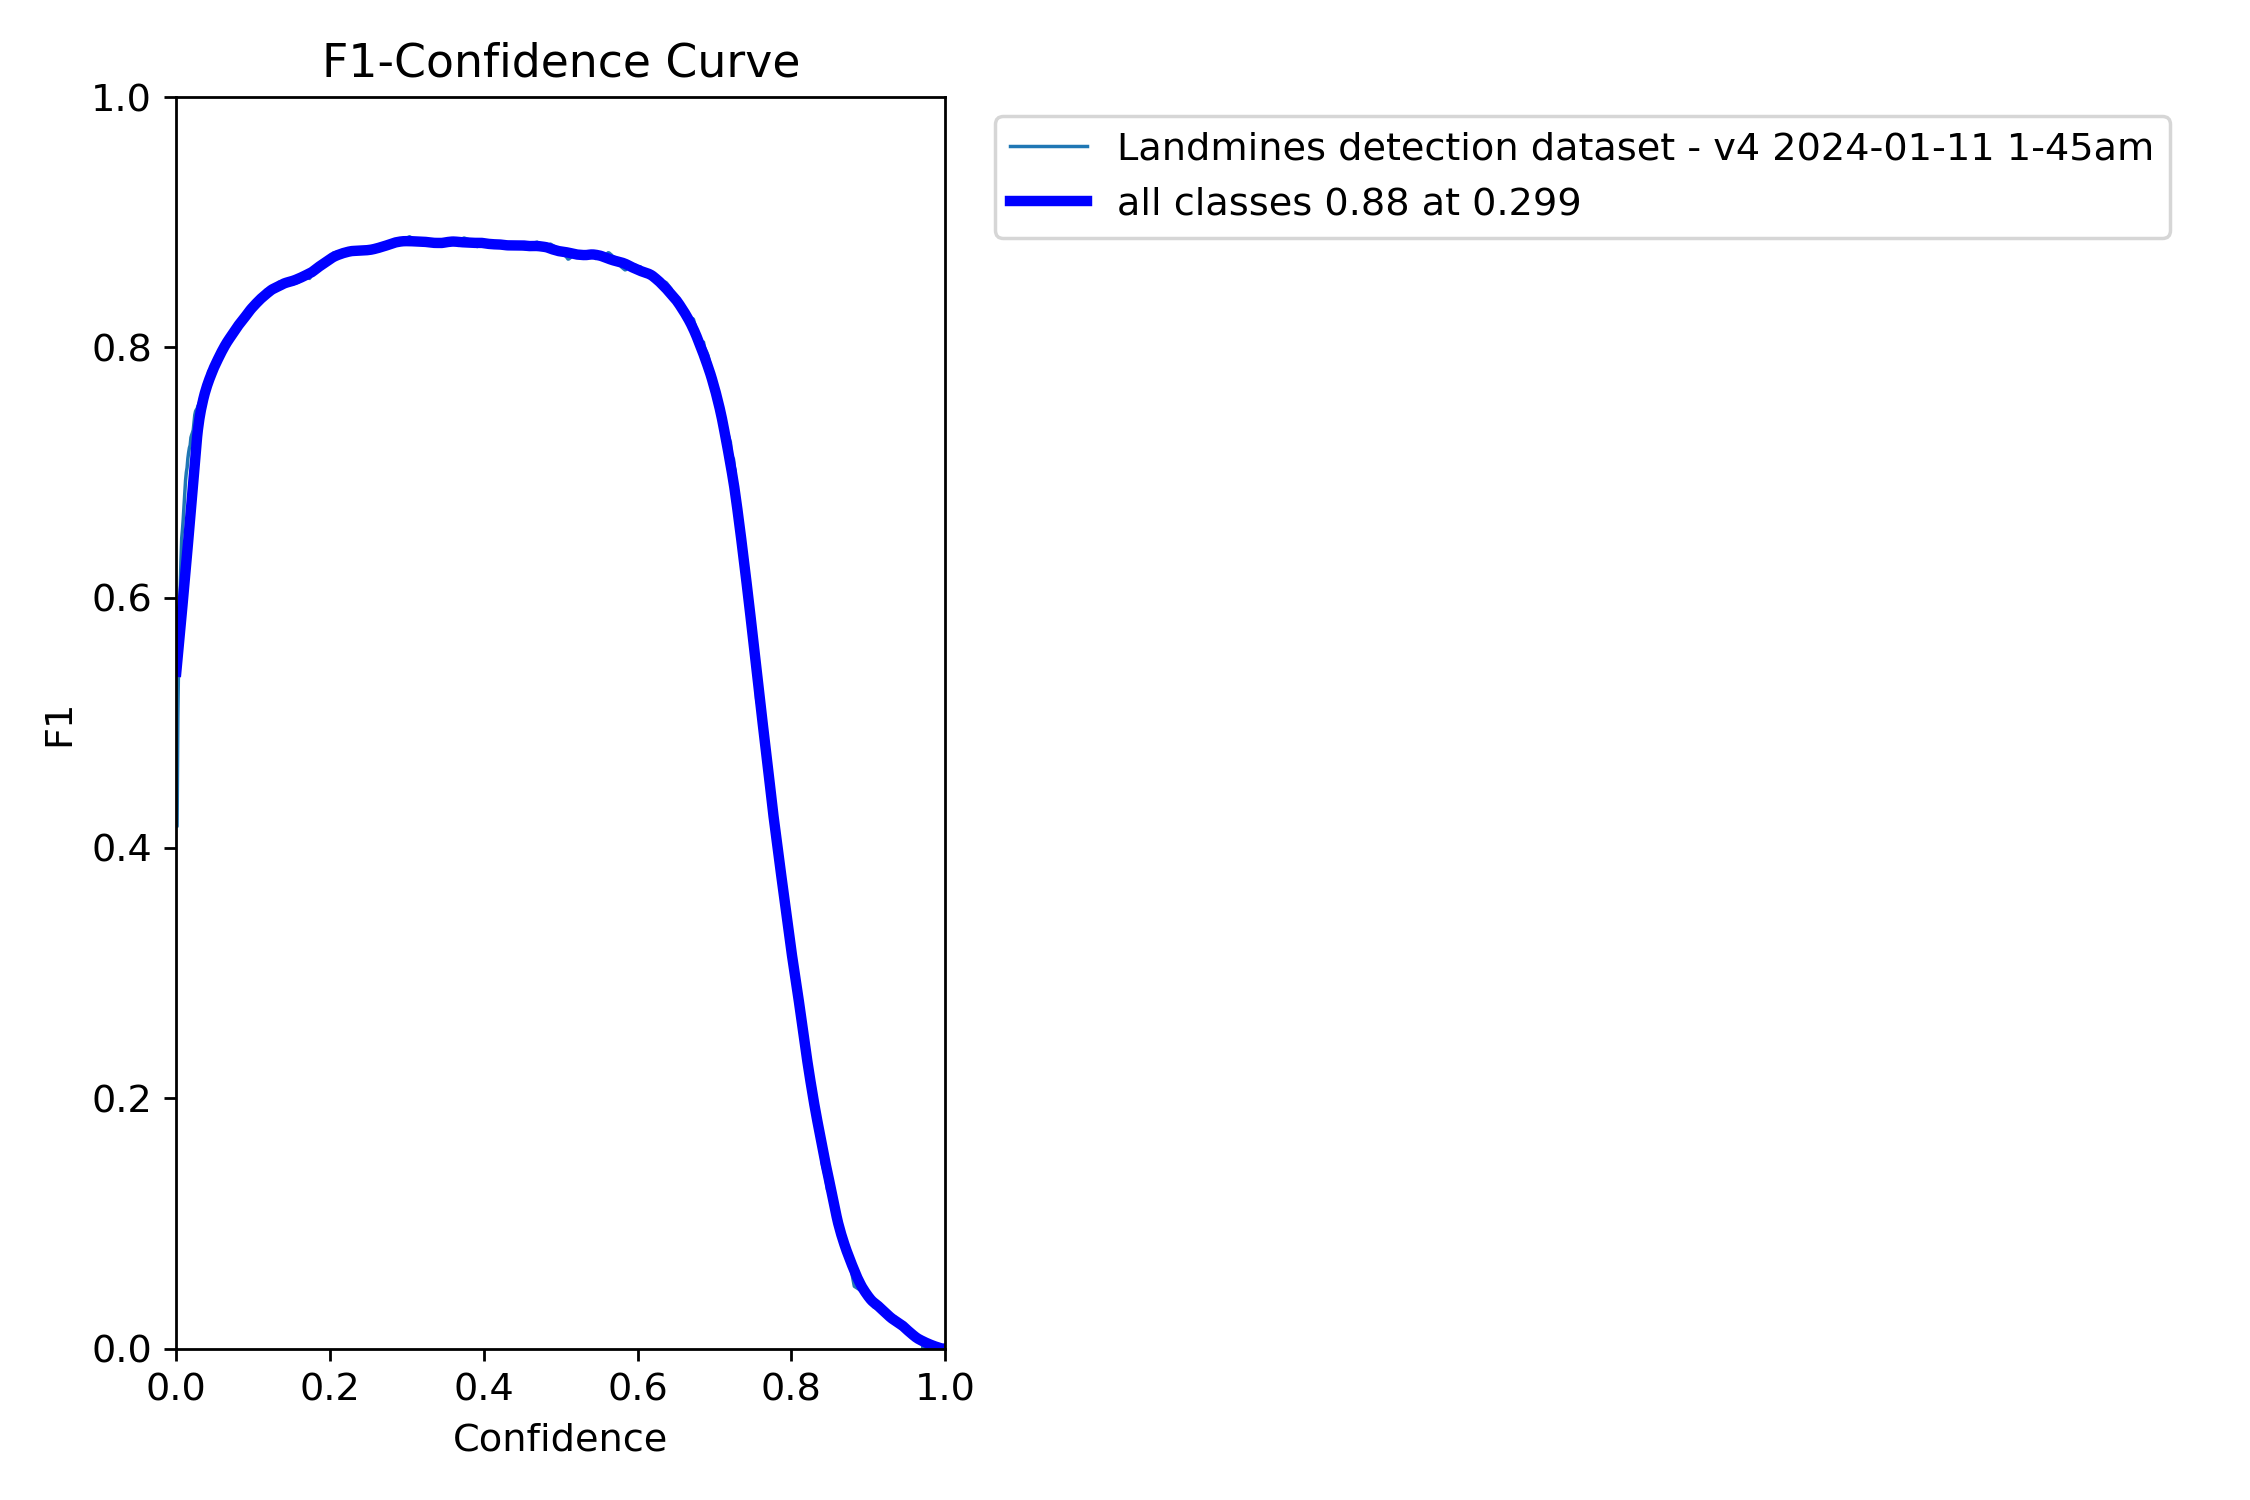 F1-Confidence Curve
Landmines detection dataset - v4 2024-01-11 1-45am
all classes 0.88 at 0.299
F1
1.0
0.8
0.6
0.4
0.2
0.0
0.0 0.2 0.4 0.6 0.8 1.0
Confidence